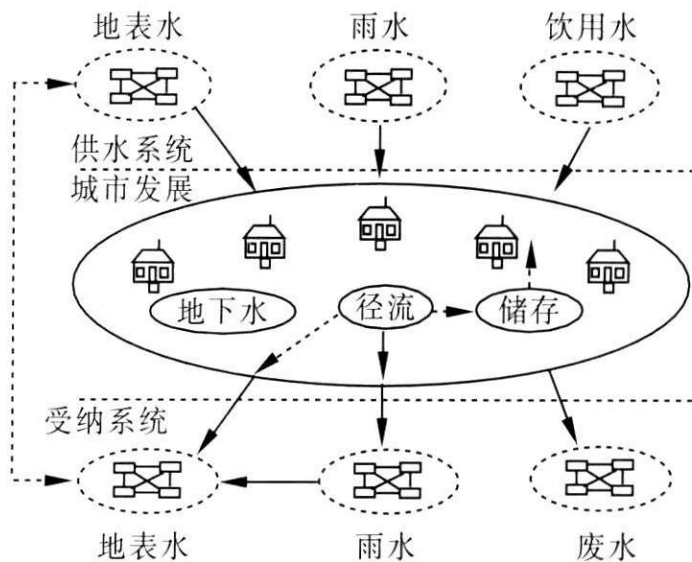 地表水
雨水
饮用水
供水系统
城市发展
地下水
径流
储存
受纳系统
地表水
雨水
废水